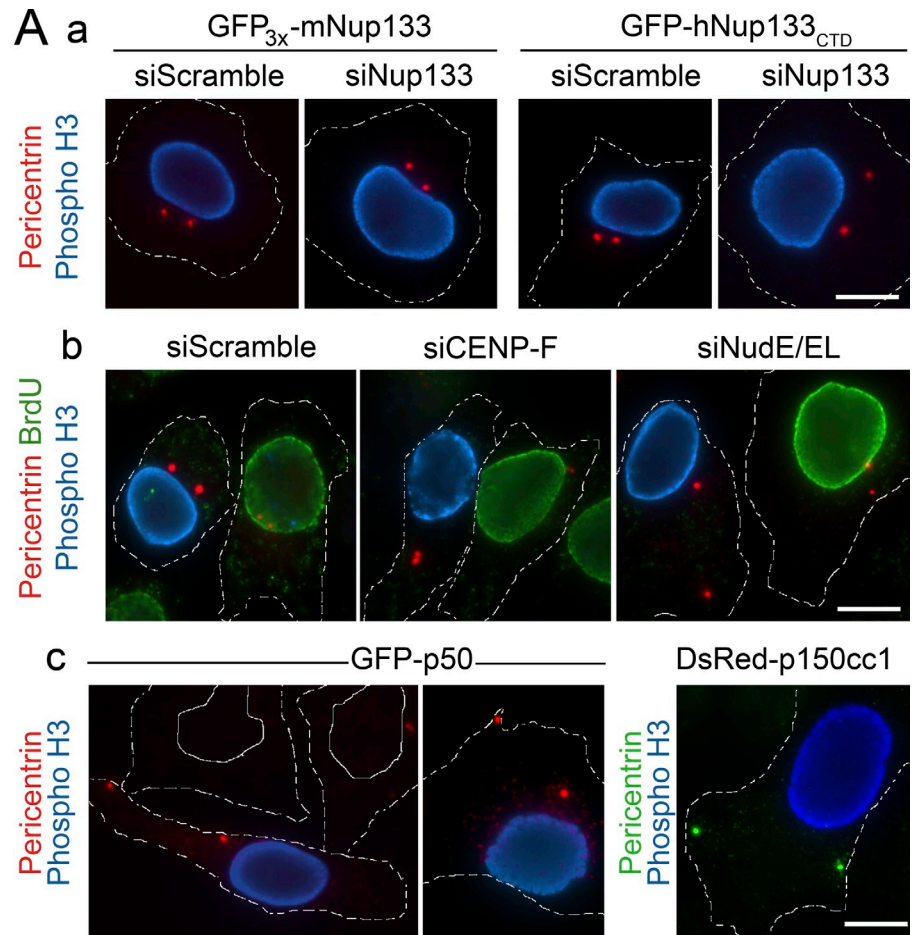 A a
GFP3x-mNup133
GFP-hNup133CTD
siScramble siNup133 siScramble siNup133
Pericentrin
Phospho H3
b
siScramble siCENP-F siNudE/EL
Pericentrin BrdU
Phospho H3
c
GFP-p50
DsRed-p150cc1
Pericentrin
Phospho H3
Pericentrin
Phospho H3